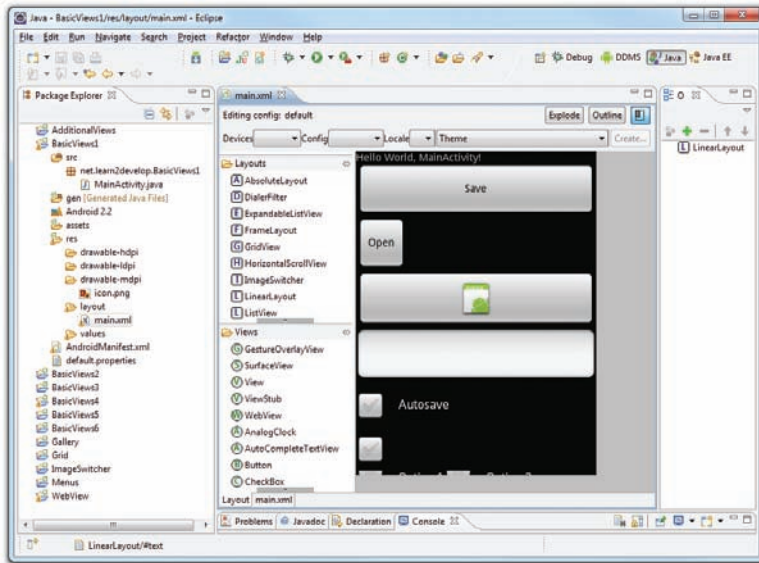 Java - BasicViews1/res/layout/main.xml - Eclipse
File Edit Run Navigate Search Project Refactor Window Help
Debug DDMS Java Java EE
Package Explorer
AdditionalViews
BasicViews1
src
net.learn2develop.BasicViews1
MainActivity.java
gen [Generated Java Files]
Android 2.2
assets
res
drawable-hdpi
drawable-ldpi
drawable-mdpi
icon.png
layout
main.xml
values
AndroidManifest.xml
default.properties
BasicViews2
BasicViews3
BasicViews4
BasicViews5
BasicViews6
Gallery
Grid
ImageSwitcher
Menus
WebView
main.xml
Editing config: default
Explode Outline
Devices Config Locale Theme Create...
Layouts
A AbsoluteLayout
D DialerFilter
E ExpandableListView
F FrameLayout
G GridView
H HorizontalScrollView
I ImageSwitcher
L LinearLayout
L ListView
Views
G GestureOverlayView
S SurfaceView
V View
V ViewStub
W WebView
A AnalogClock
A AutoCompleteTextView
B Button
C CheckBox
Hello World, MainActivity!
Save
Open
Autosave
Layout main.xml
O
L LinearLayout
Problems @ Javadoc Declaration Console
LinearLayout/#text